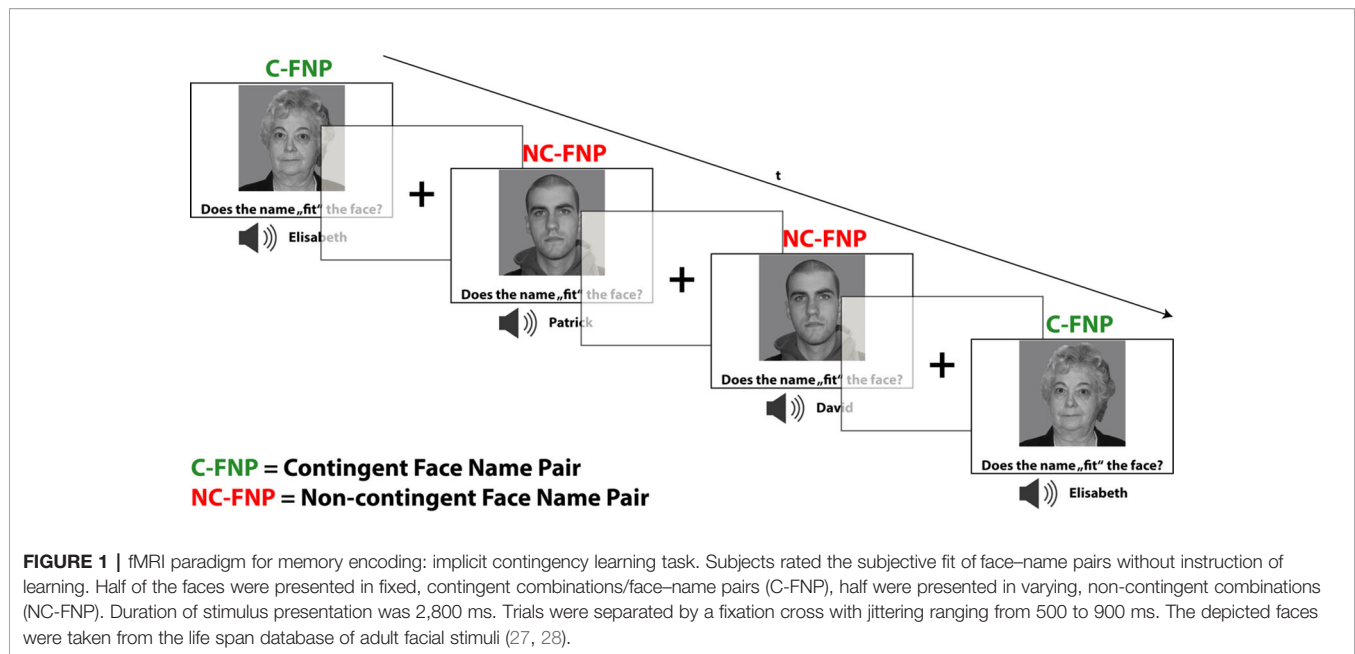 C-FNP
Does the name „fit“ the face?
Elisabeth
NC-FNP
Does the name „fit“ the face?
Patrick
t
NC-FNP
Does the name „fit“ the face?
David
C-FNP
Does the name „fit“ the face?
Elisabeth
C-FNP = Contingent Face Name Pair
NC-FNP = Non-contingent Face Name Pair
FIGURE 1 | fMRI paradigm for memory encoding: implicit contingency learning task. Subjects rated the subjective fit of face–name pairs without instruction of
learning. Half of the faces were presented in fixed, contingent combinations/face–name pairs (C-FNP), half were presented in varying, non-contingent combinations
(NC-FNP). Duration of stimulus presentation was 2,800 ms. Trials were separated by a fixation cross with jittering ranging from 500 to 900 ms. The depicted faces
were taken from the life span database of adult facial stimuli (27, 28).